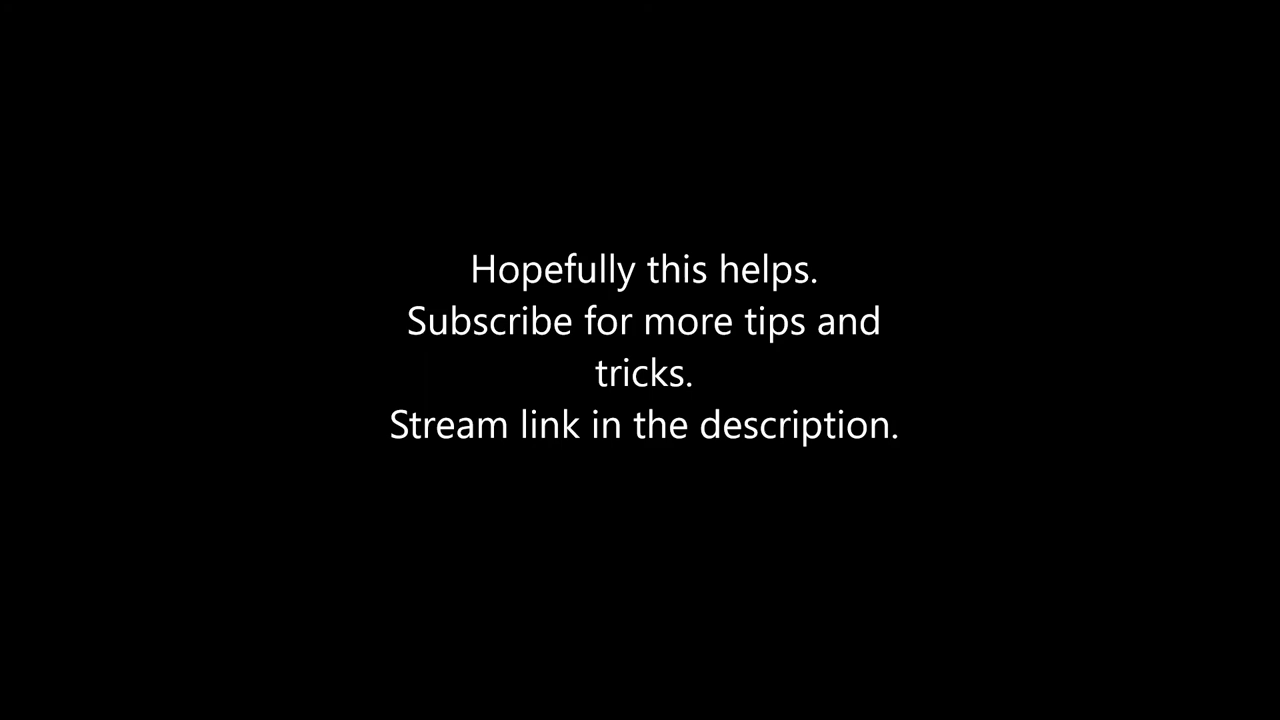 Hopefully this helps.
Subscribe for more tips and
tricks.
Stream link in the description.